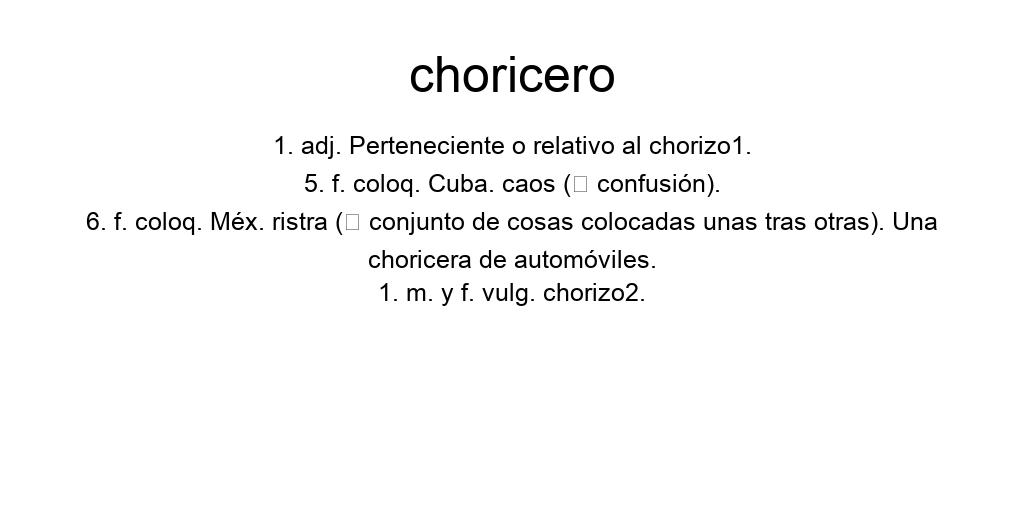 choricero
1. adj. Perteneciente o relativo al chorizo1.
5. f. coloq. Cuba. caos (▯ confusión).
6. f. coloq. Méx. ristra (▯ conjunto de cosas colocadas unas tras otras). Una
choricera de automóviles.
1. m. y f. vulg. chorizo2.